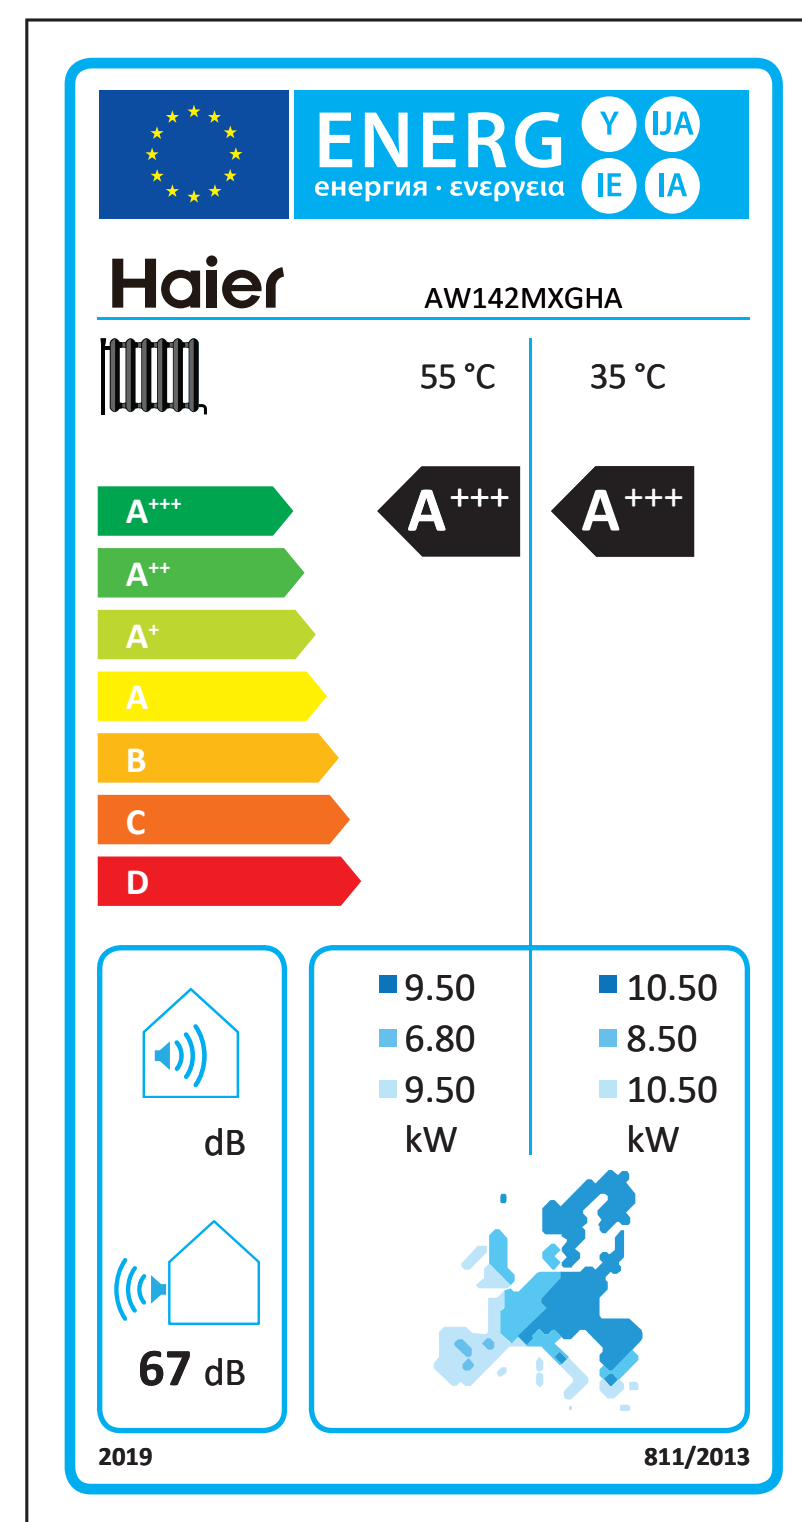 ENERG Y IJA
енергия · ενεργεια IE IA
Haier AW142MXGHA
55 °C 35 °C
A+++ A+++ A+++
A++
A+
A
B
C
D
9.50 10.50
6.80 8.50
9.50 10.50
dB kW kW
67 dB
2019 811/2013